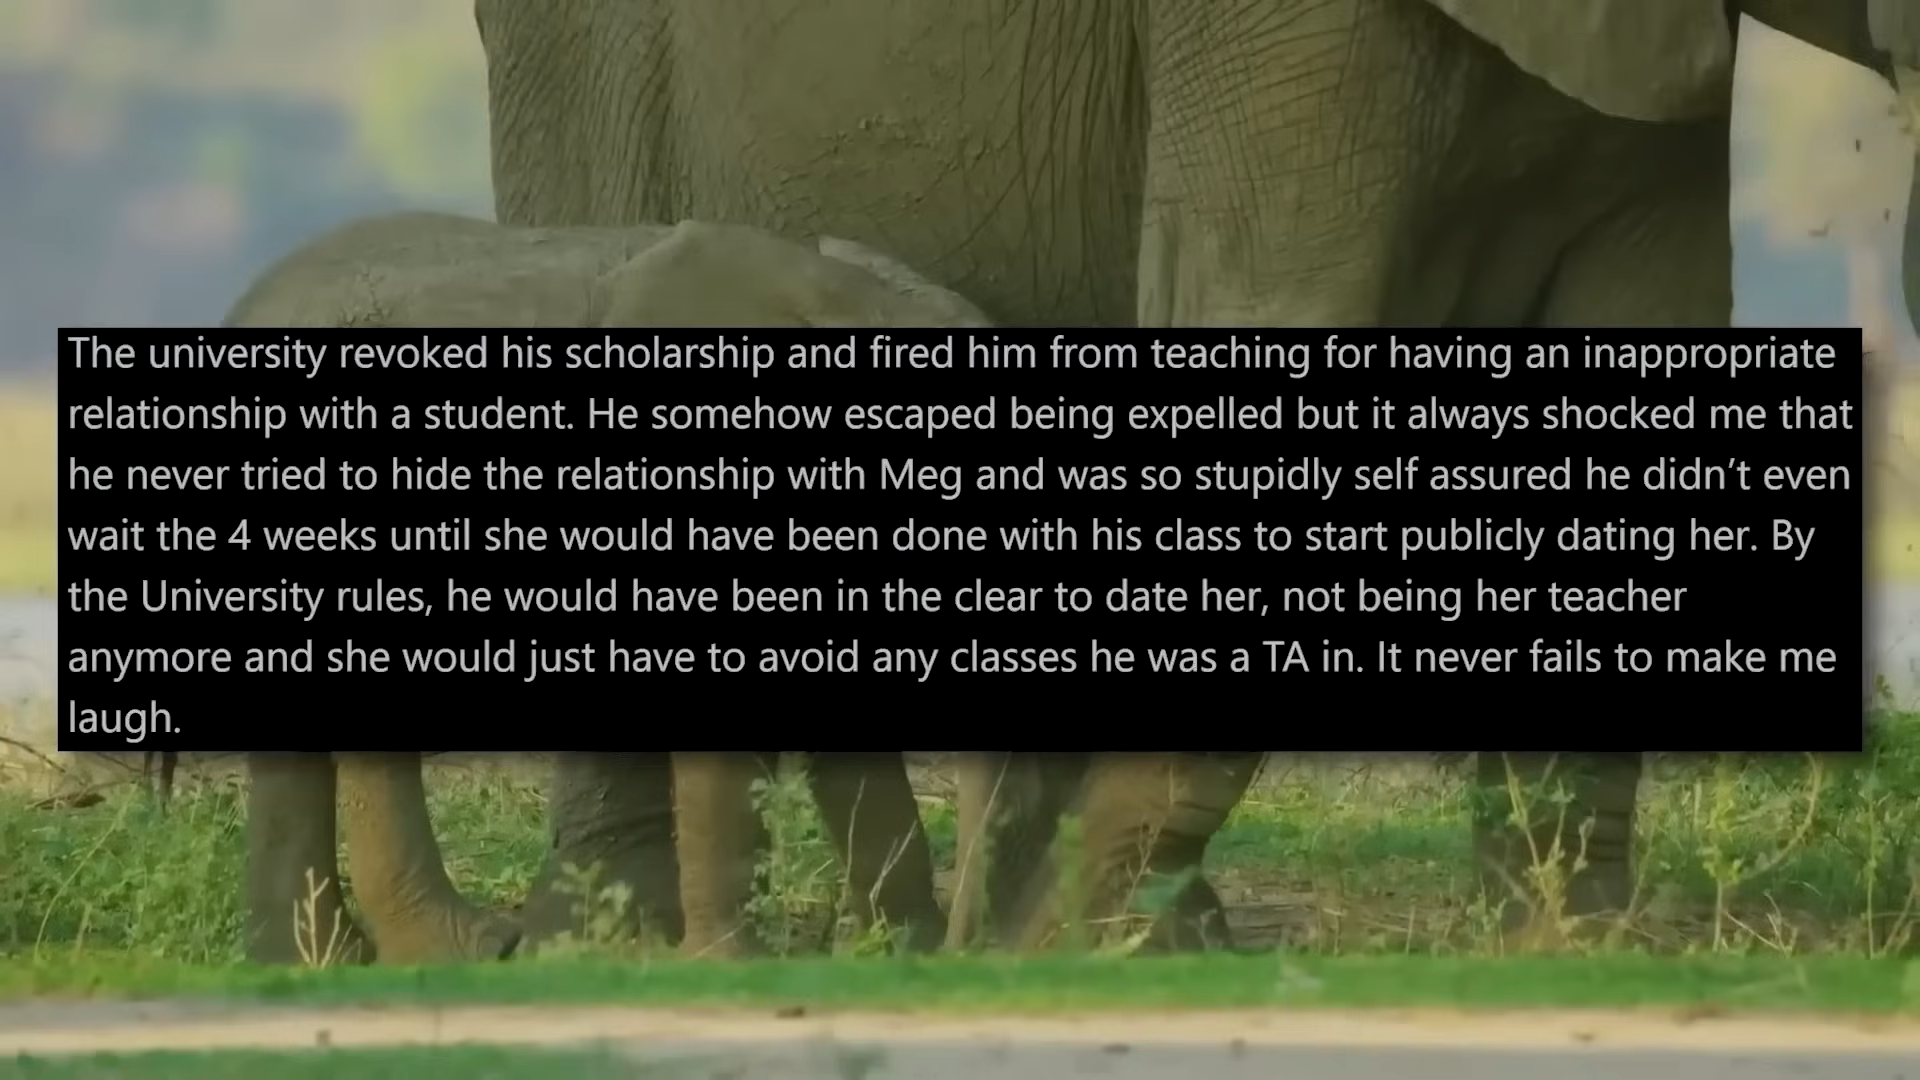 The university revoked his scholarship and fired him from teaching for having an inappropriate
relationship with a student. He somehow escaped being expelled but it always shocked me that
he never tried to hide the relationship with Meg and was so stupidly self assured he didn’t even
wait the 4 weeks until she would have been done with his class to start publicly dating her. By
the University rules, he would have been in the clear to date her, not being her teacher
anymore and she would just have to avoid any classes he was a TA in. It never fails to make me
laugh.